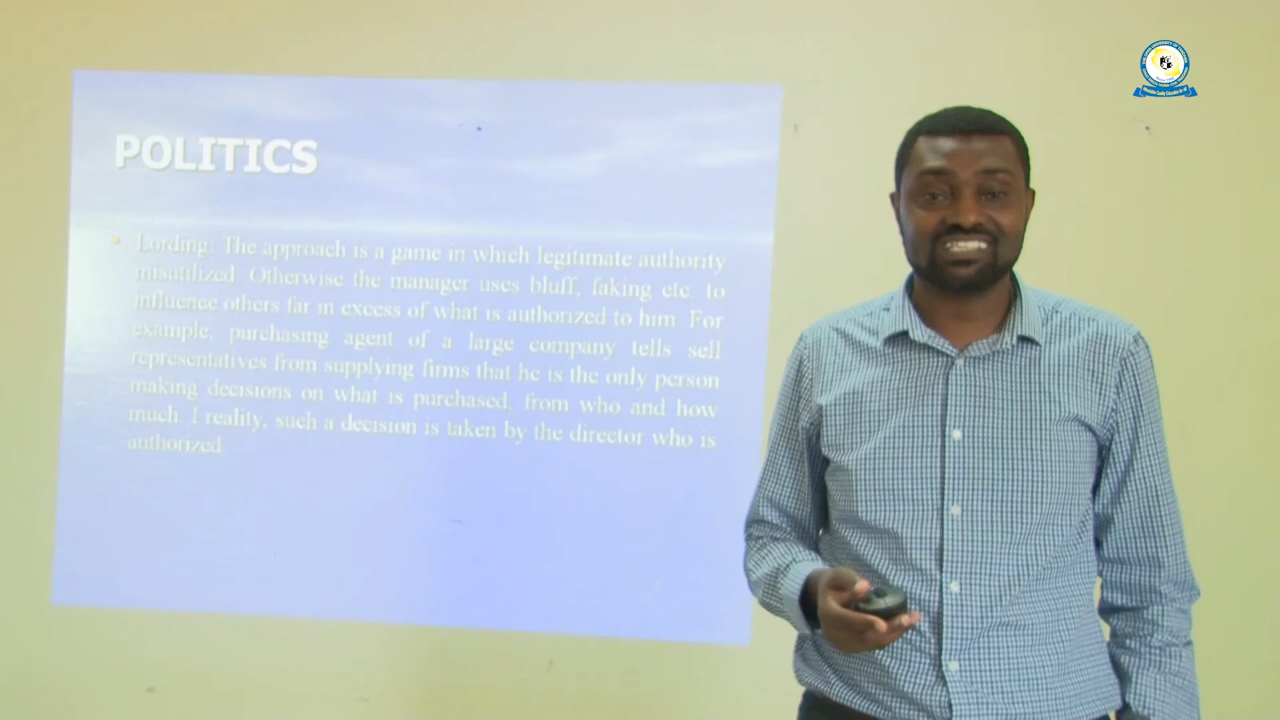 POLITICS
Lording: The approach is a game in which legitimate authority
misutilized. Otherwise the manager uses bluff, faking etc. to
influence others far in excess of what is authorized to him. For
example, purchasing agent of a large company tells sell
representatives from supplying firms that he is the only person
making decisions on what is purchased, from who and how
much. I reality, such a decision is taken by the director who is
authorized